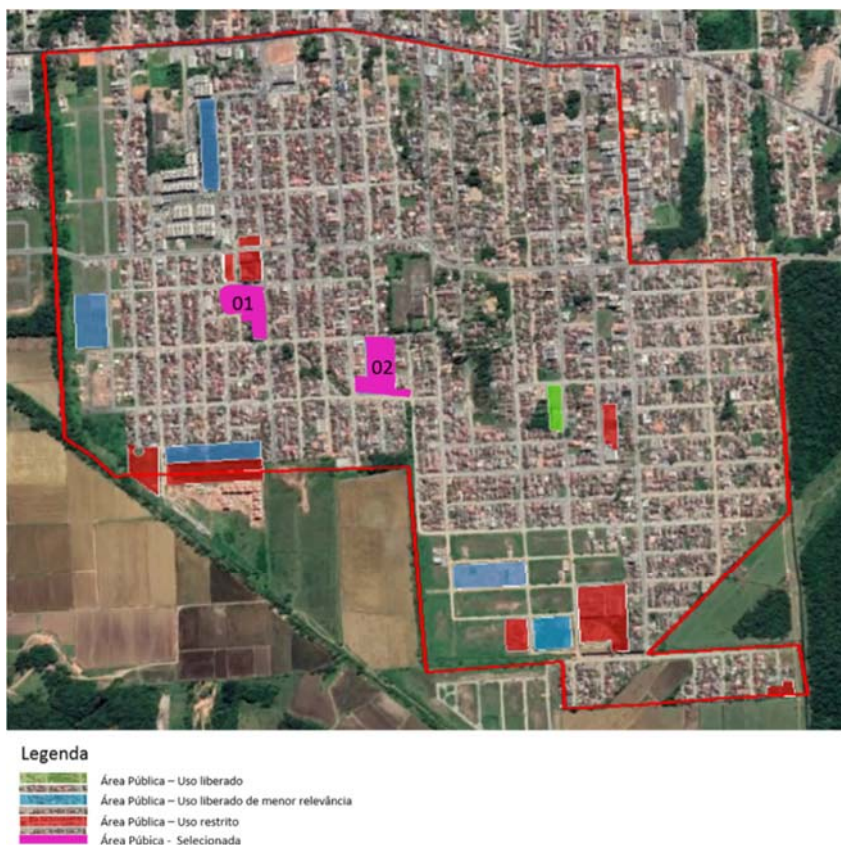 01
02
Legenda
Área Pública – Uso liberado
Área Pública – Uso liberado de menor relevância
Área Pública – Uso restrito
Área Púbica - Selecionada